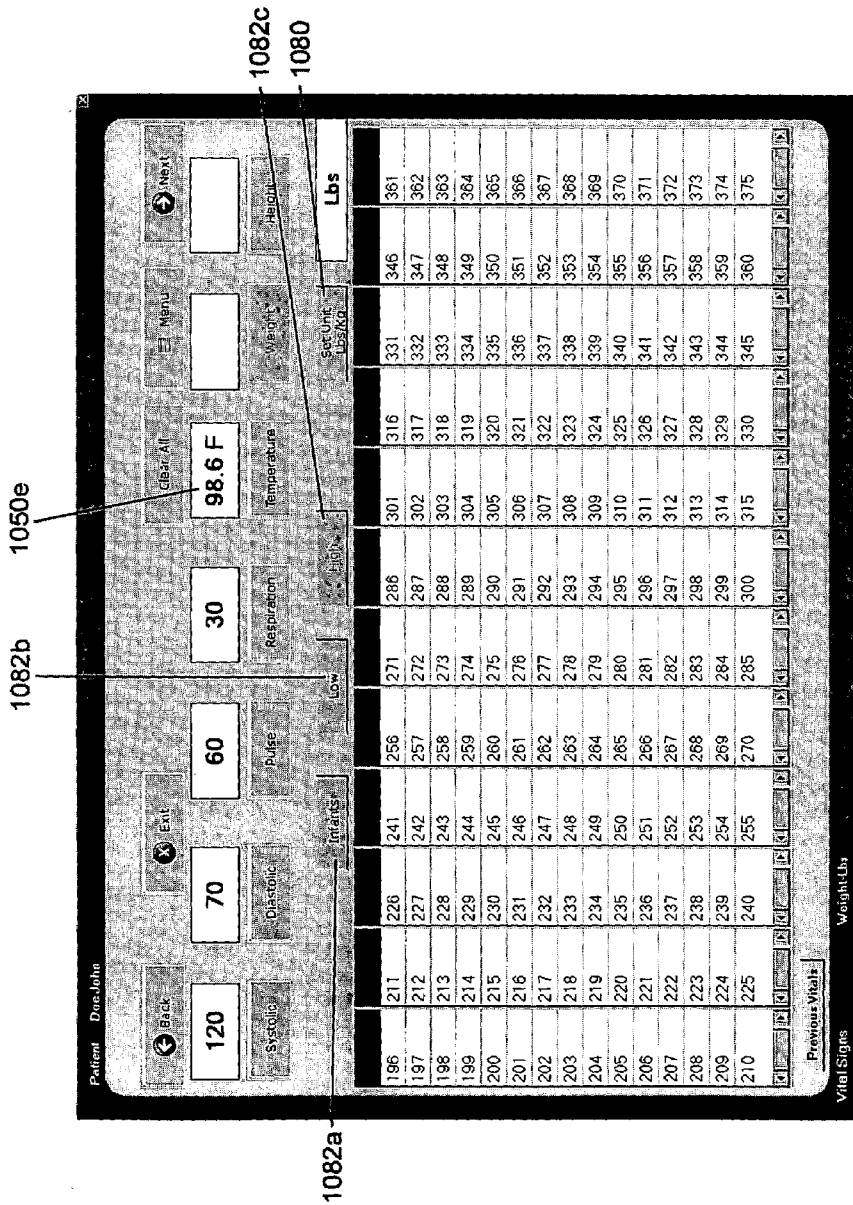 1050e
1082b
1082c
1080
1082a
Patient DoeJohn
Back Exit Clear All Menu Next
120 70 60 30 98.6 F
Systolic Diastolic Pulse Respiration Temperature Weight Height
Infants Low High Set Unit Lbs/Kg Lbs
196 211 226 241 256 271 286 301 316 331 346 361
197 212 227 242 257 272 287 302 317 332 347 362
198 213 228 243 258 273 288 303 318 333 348 363
199 214 229 244 259 274 289 304 319 334 349 364
200 215 230 245 260 275 290 305 320 335 350 365
201 216 231 246 261 276 291 306 321 336 351 366
202 217 232 247 262 277 292 307 322 337 352 367
203 218 233 248 263 278 293 308 323 338 353 368
204 219 234 249 264 279 294 309 324 339 354 369
205 220 235 250 265 280 295 310 325 340 355 370
206 221 236 251 266 281 296 311 326 341 356 371
207 222 237 252 267 282 297 312 327 342 357 372
208 223 238 253 268 283 298 313 328 343 358 373
209 224 239 254 269 284 299 314 329 344 359 374
210 225 240 255 270 285 300 315 330 345 360 375
Previous Vitals
Vital Signs Weight-Lbs